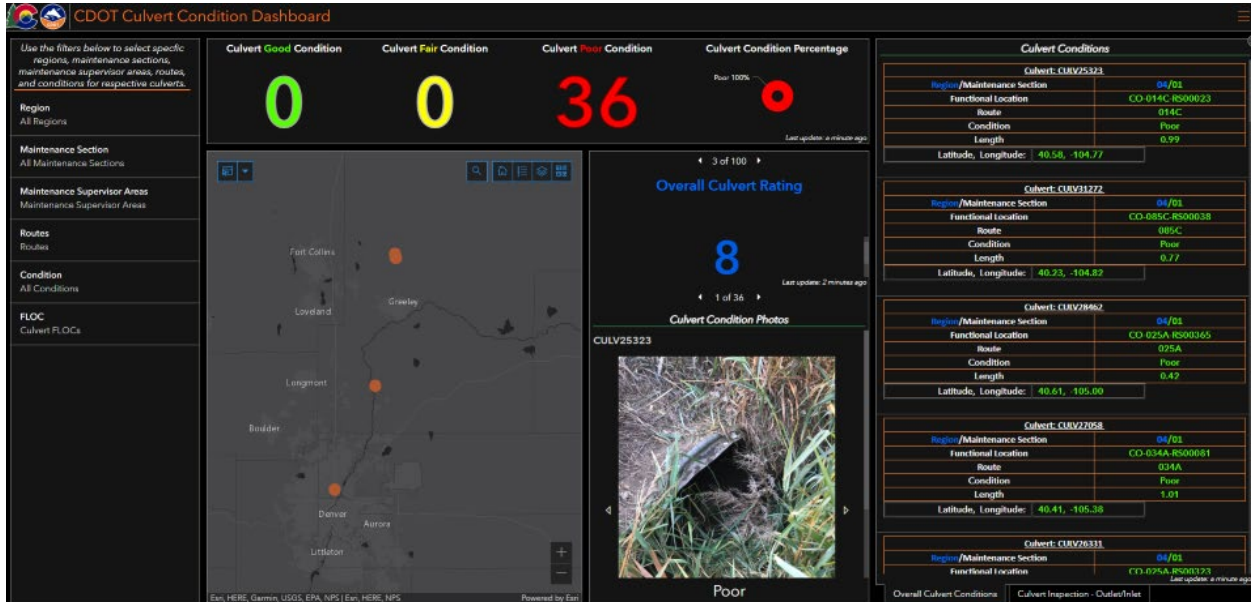 CDOT Culvert Condition Dashboard
Use the filters below to select specfic
regions, maintenance sections,
maintenance supervisor areas, routes,
and conditions for respective culverts.
Region
All Regions
Maintenance Section
All Maintenance Sections
Maintenance Supervisor Areas
Maintenance Supervisor Areas
Routes
Routes
Condition
All Conditions
FLOC
Culvert FLOCs
Culvert Good Condition
0
Culvert Fair Condition
0
Culvert Poor Condition
36
Culvert Condition Percentage
Poor 100%
Last update: a minute ago
Fort Collins
Greeley
Loveland
Longmont
Boulder
Denver
Aurora
Littleton
+
−
Esri, HERE, Garmin, USGS, EPA, NPS | Esri, HERE, NPS
Powered by Esri
3 of 100
Overall Culvert Rating
8
Last update: 2 minutes ago
1 of 36
Culvert Condition Photos
CULV25323
Poor
Culvert Conditions
Culvert: CULV25323
Region/Maintenance Section 04/01
Functional Location CO-014C-RS00023
Route 014C
Condition Poor
Length 0.99
Latitude, Longitude: 40.58, -104.77
Culvert: CULV31272
Region/Maintenance Section 04/01
Functional Location CO-085C-RS00038
Route 085C
Condition Poor
Length 0.77
Latitude, Longitude: 40.23, -104.82
Culvert: CULV28462
Region/Maintenance Section 04/01
Functional Location CO-025A-RS00365
Route 025A
Condition Poor
Length 0.42
Latitude, Longitude: 40.61, -105.00
Culvert: CULV27058
Region/Maintenance Section 04/01
Functional Location CO-034A-RS00081
Route 034A
Condition Poor
Length 1.01
Latitude, Longitude: 40.41, -105.38
Culvert: CULV26331
Region/Maintenance Section 04/01
Functional Location CO-025A-RS00323
Last update: a minute ago
Overall Culvert Conditions
Culvert Inspection - Outlet/Inlet